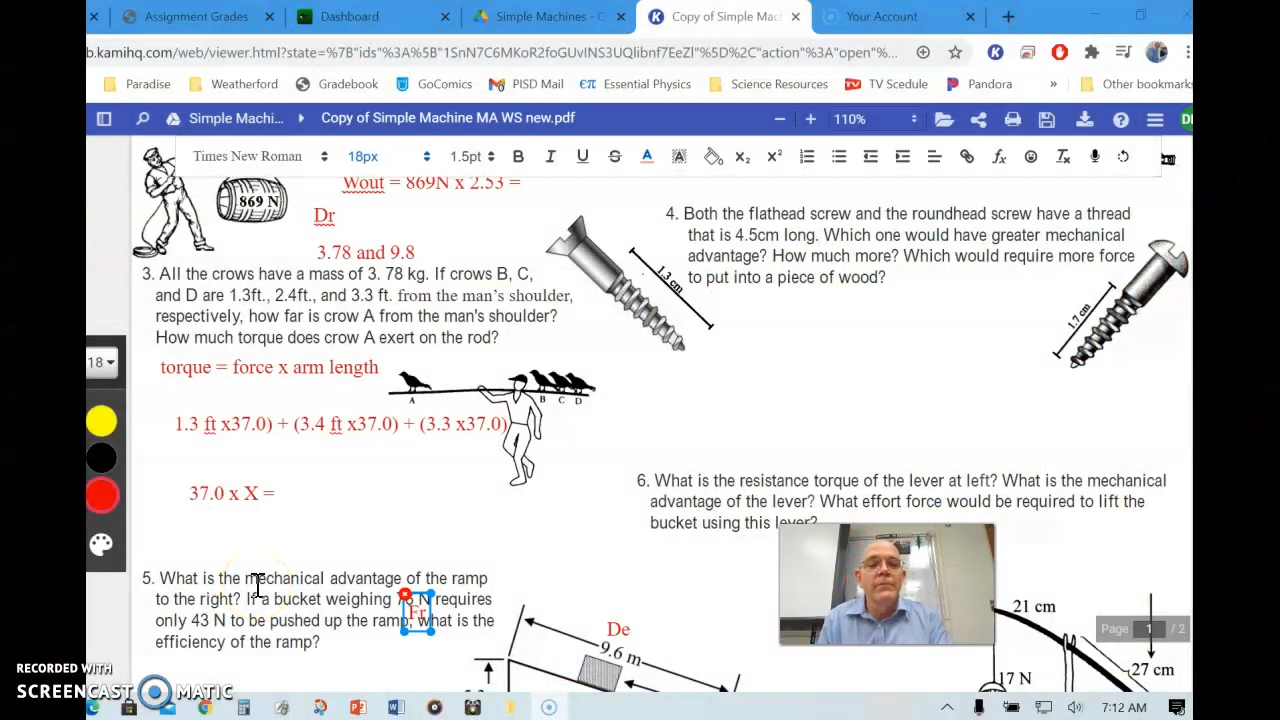 Assignment Grades
Dashboard
Simple Machines - G
Copy of Simple Mac
Your Account
b.kamihq.com/web/viewer.html?state=%7B"ids"%3A%5B"1SnN7C6MKoR2foGUvINS3UQlibnf7EeZl"%5D%2C"action"%3A"open"%...
Paradise
Weatherford
Gradebook
GoComics
PISD Mail
Essential Physics
Science Resources
TV Scedule
Pandora
»
Other bookmarks
Simple Machi...
Copy of Simple Machine MA WS new.pdf
110%
Times New Roman
18px
1.5pt
Wout = 869N x 2.53 =
869 N
Dr
3.78 and 9.8
3. All the crows have a mass of 3. 78 kg. If crows B, C,
and D are 1.3ft., 2.4ft., and 3.3 ft. from the man's shoulder,
respectively, how far is crow A from the man's shoulder?
How much torque does crow A exert on the rod?
torque = force x arm length
A
B C D
1.3 ft x37.0) + (3.4 ft x37.0) + (3.3 x37.0)
37.0 x X =
4. Both the flathead screw and the roundhead screw have a thread
that is 4.5cm long. Which one would have greater mechanical
advantage? How much more? Which would require more force
to put into a piece of wood?
1.3 cm
1.7 cm
18
5. What is the mechanical advantage of the ramp
to the right? If a bucket weighing N requires
only 43 N to be pushed up the ramp, what is the
efficiency of the ramp?
Fr
De
9.6 m
6. What is the resistance torque of the lever at left? What is the mechanical
advantage of the lever? What effort force would be required to lift the
bucket using this lever?
21 cm
27 cm
17 N
Page 1 / 2
RECORDED WITH
SCREENCAST MATIC
7:12 AM